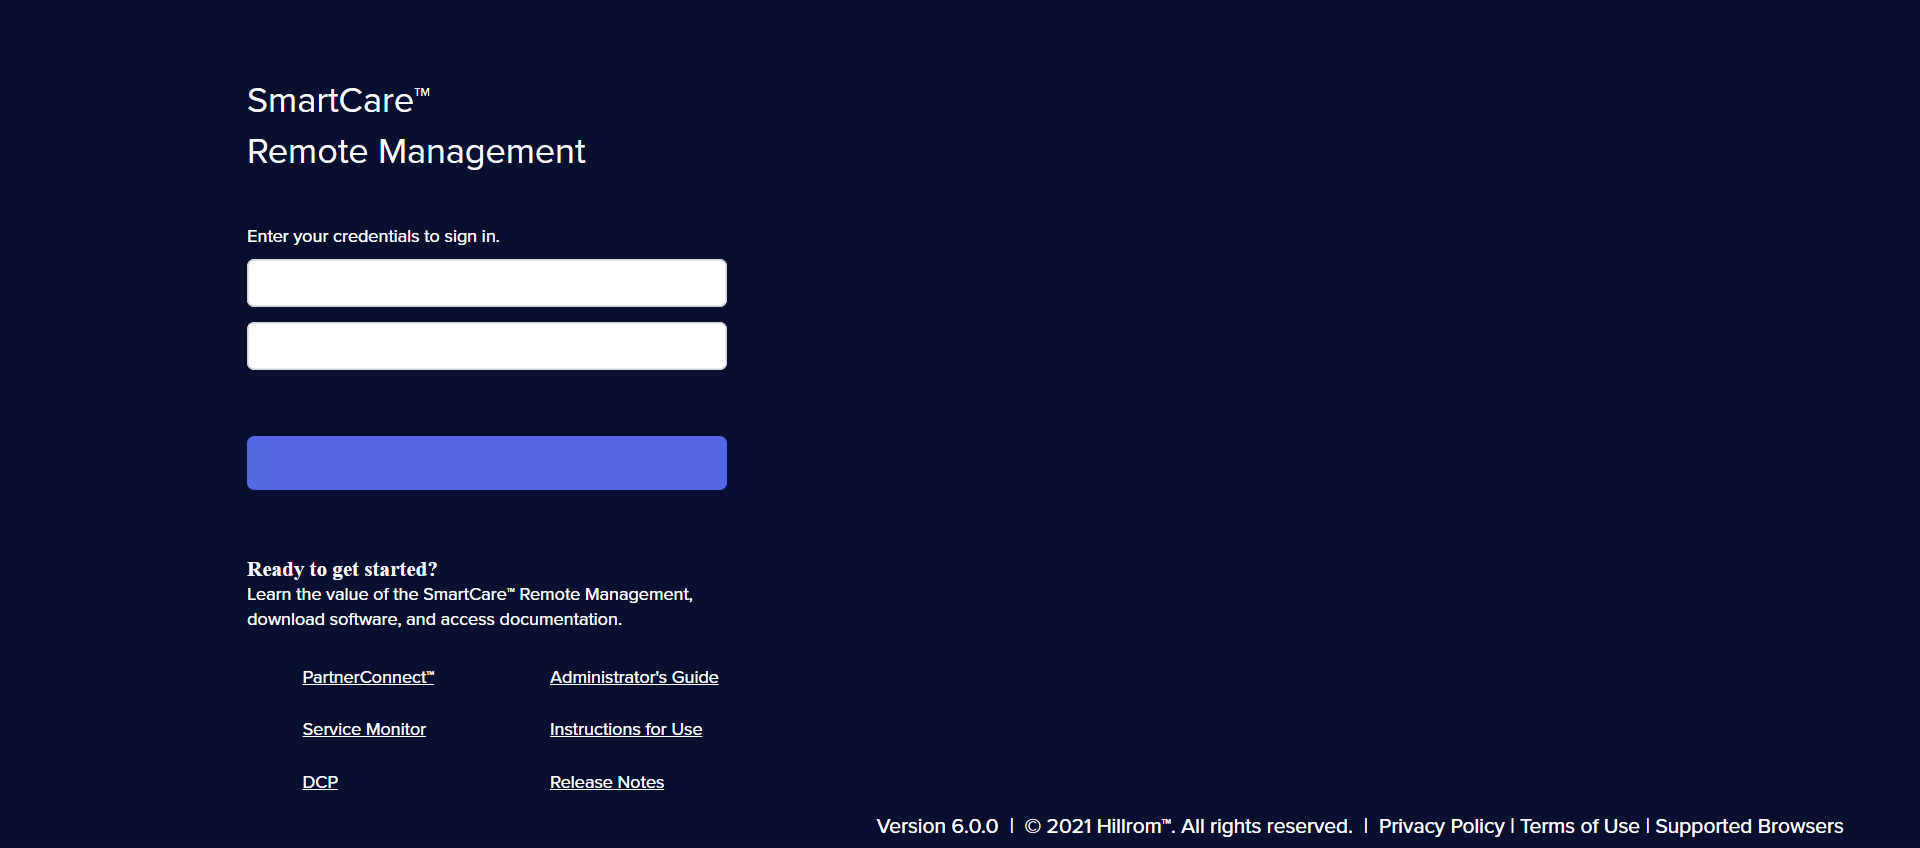 SmartCare™
Remote Management
Enter your credentials to sign in.
Ready to get started?
Learn the value of the SmartCare™ Remote Management,
download software, and access documentation.
PartnerConnect™ Administrator's Guide
Service Monitor Instructions for Use
DCP Release Notes
Version 6.0.0 | © 2021 Hillrom™. All rights reserved. | Privacy Policy | Terms of Use | Supported Browsers